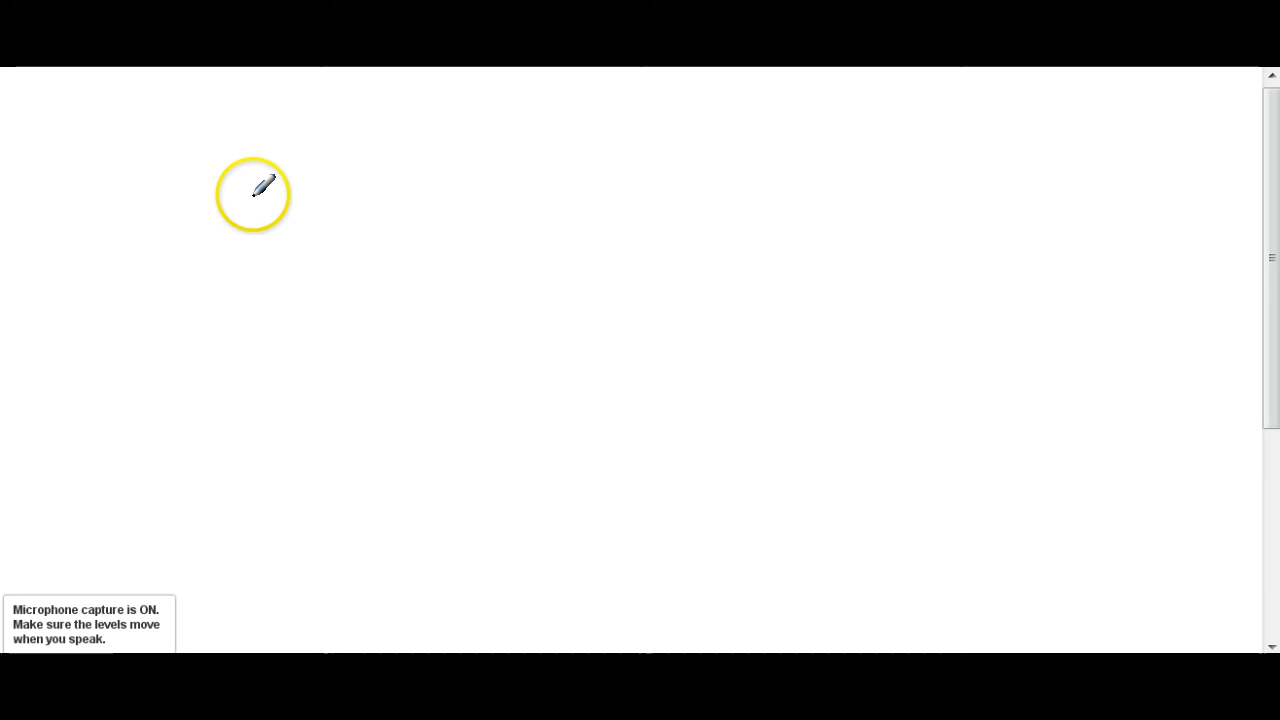 Microphone capture is ON.
Make sure the levels move
when you speak.